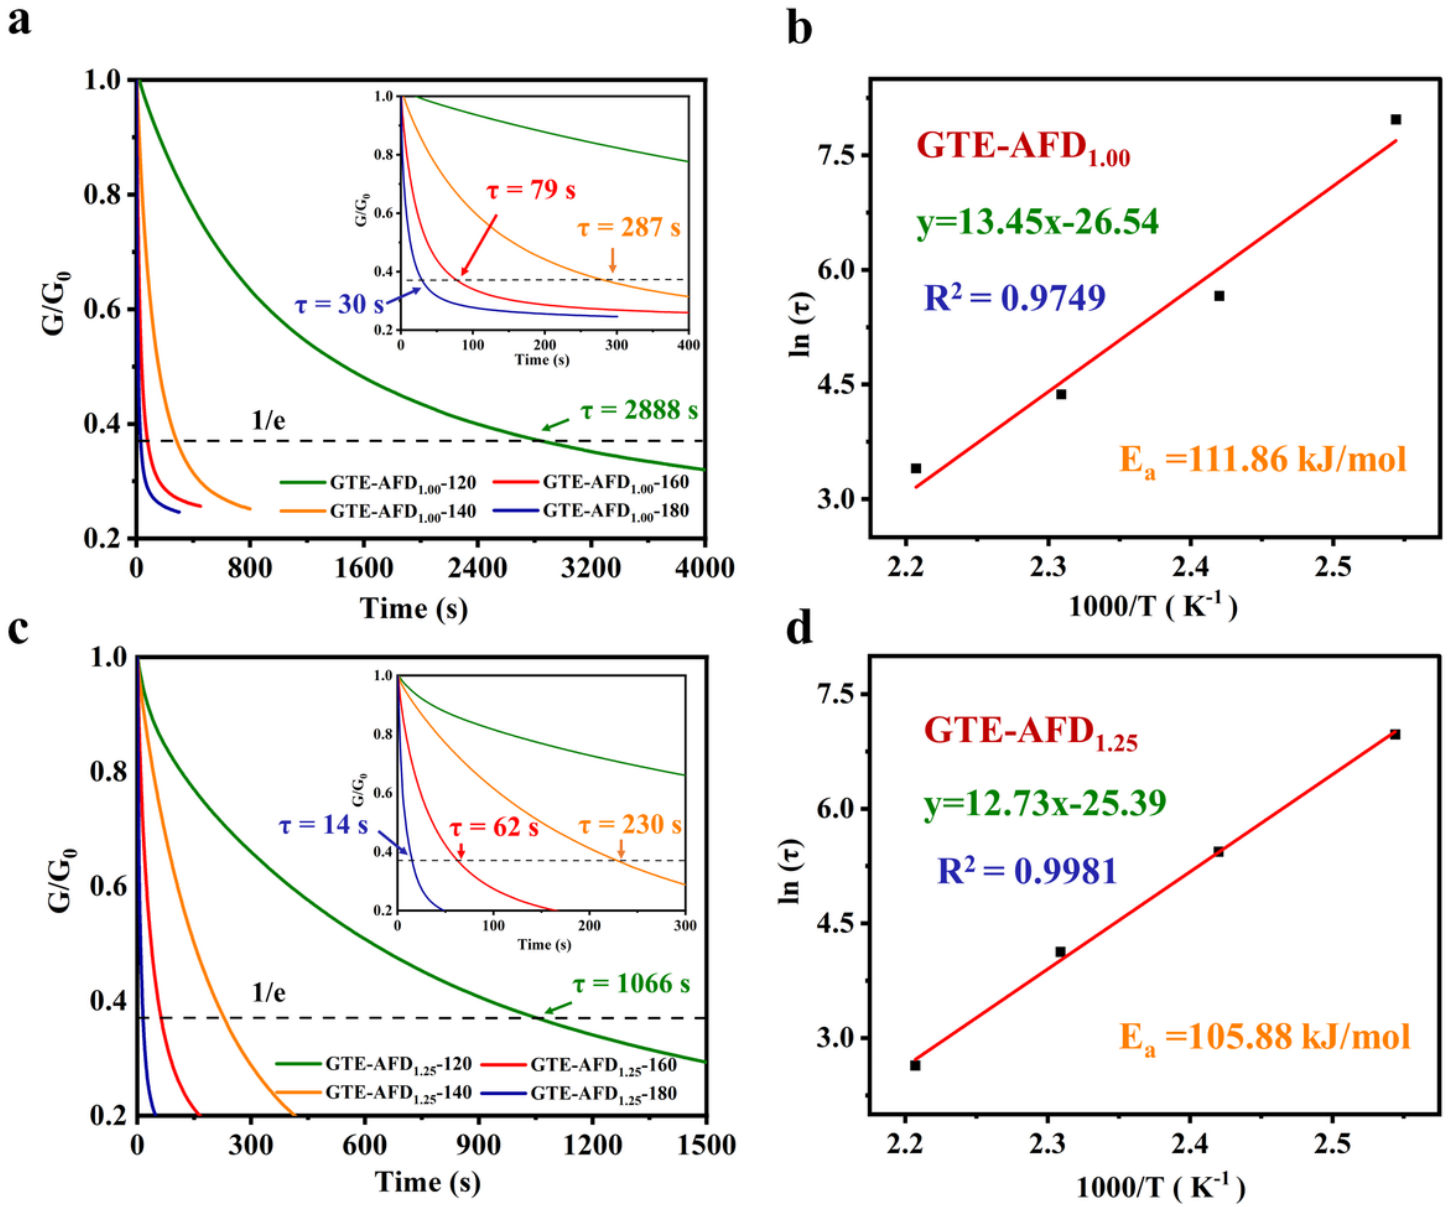 a
1.0
0.8
0.6
0.4
0.2
G/G0
0
800
1600
2400
3200
4000
Time (s)
1/e
τ = 2888 s
GTE-AFD1.00-120
GTE-AFD1.00-160
GTE-AFD1.00-140
GTE-AFD1.00-180
1.0
0.8
0.6
0.4
0.2
G/G0
0
100
200
300
400
Time (s)
τ = 79 s
τ = 287 s
τ = 30 s
b
7.5
6.0
4.5
3.0
ln (τ)
2.2
2.3
2.4
2.5
1000/T ( K-1 )
GTE-AFD1.00
y=13.45x-26.54
R2 = 0.9749
Ea =111.86 kJ/mol
c
1.0
0.8
0.6
0.4
0.2
G/G0
0
300
600
900
1200
1500
Time (s)
1/e
τ = 1066 s
GTE-AFD1.25-120
GTE-AFD1.25-160
GTE-AFD1.25-140
GTE-AFD1.25-180
1.0
0.8
0.6
0.4
0.2
G/G0
0
100
200
300
Time (s)
τ = 14 s
τ = 62 s
τ = 230 s
d
7.5
6.0
4.5
3.0
ln (τ)
2.2
2.3
2.4
2.5
1000/T ( K-1 )
GTE-AFD1.25
y=12.73x-25.39
R2 = 0.9981
Ea =105.88 kJ/mol